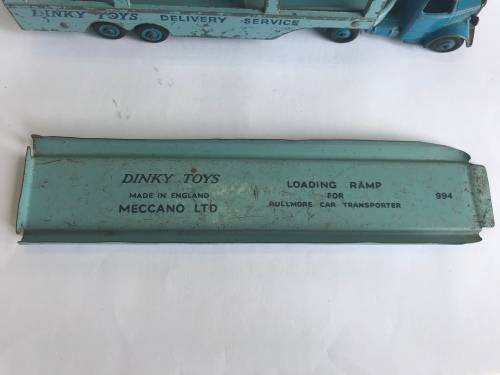 DINKY TOYS DELIVERY SERVICE
DINKY TOYS
MADE IN ENGLAND
MECCANO LTD
LOADING RAMP
FOR
PULLMORE CAR TRANSPORTER
994